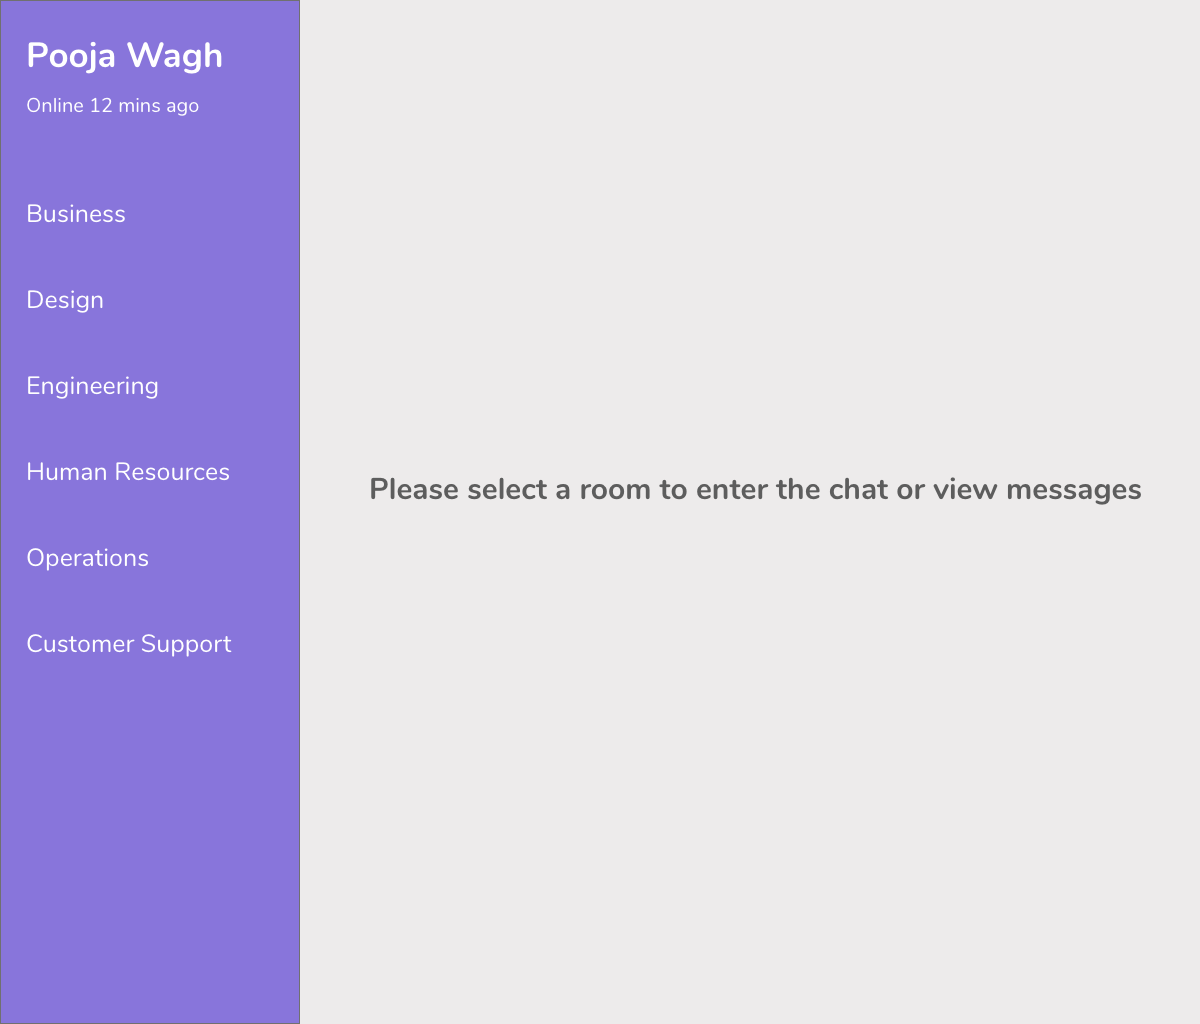 Pooja Wagh
Online 12 mins ago
Business
Design
Engineering
Human Resources
Operations
Customer Support
Please select a room to enter the chat or view messages